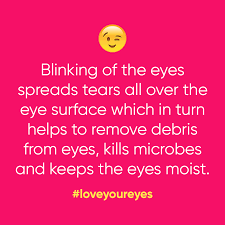 Blinking of the eyes
spreads tears all over the
eye surface which in turn
helps to remove debris
from eyes, kills microbes
and keeps the eyes moist.
#loveyoureyes